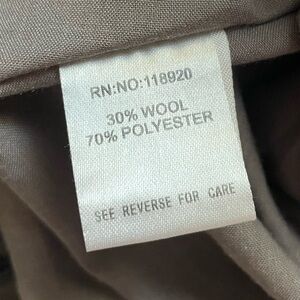 RN:NO:118920
30% WOOL
70% POLYESTER
SEE REVERSE FOR CARE